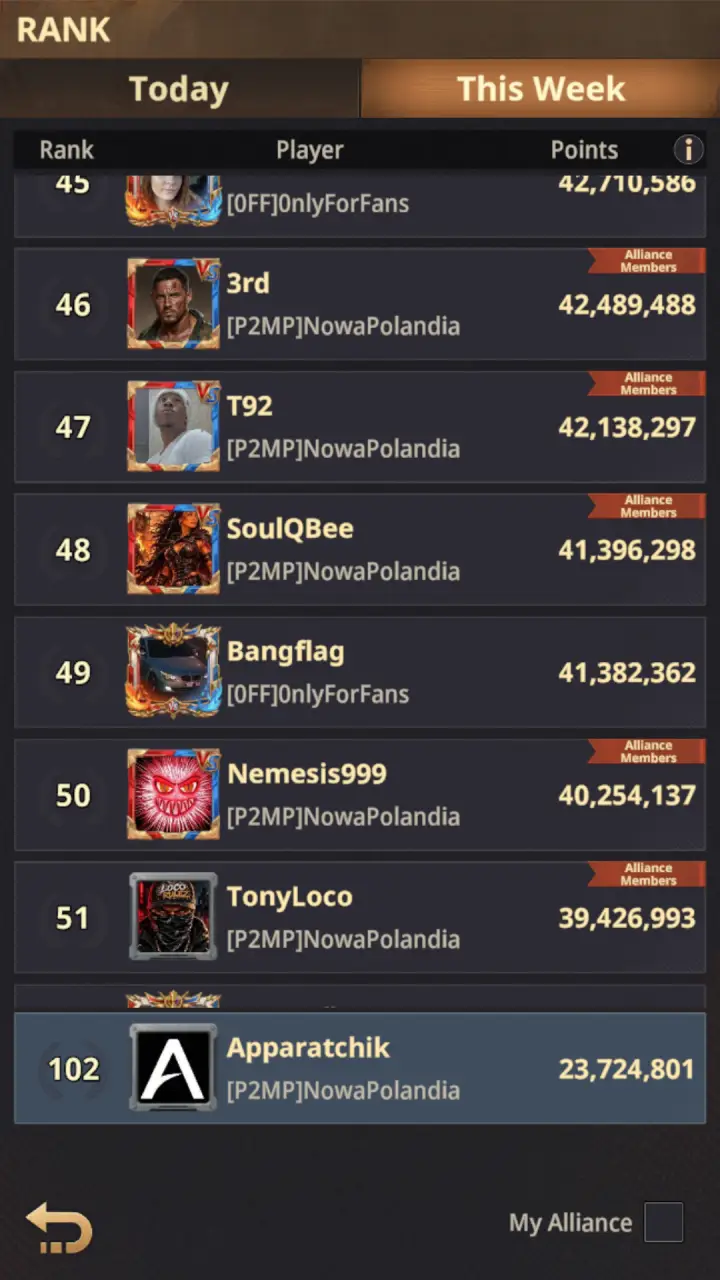 RANK
Today
This Week
Rank
Player
Points
i
45
[0FF]0nlyForFans
42,710,586
Alliance
Members
46
3rd
[P2MP]NowaPolandia
42,489,488
Alliance
Members
47
T92
[P2MP]NowaPolandia
42,138,297
Alliance
Members
48
SoulQBee
[P2MP]NowaPolandia
41,396,298
49
Bangflag
[0FF]0nlyForFans
41,382,362
Alliance
Members
50
Nemesis999
[P2MP]NowaPolandia
40,254,137
Alliance
Members
51
TonyLoco
[P2MP]NowaPolandia
39,426,993
LOCO
RULEZ
102
Apparatchik
[P2MP]NowaPolandia
23,724,801
My Alliance